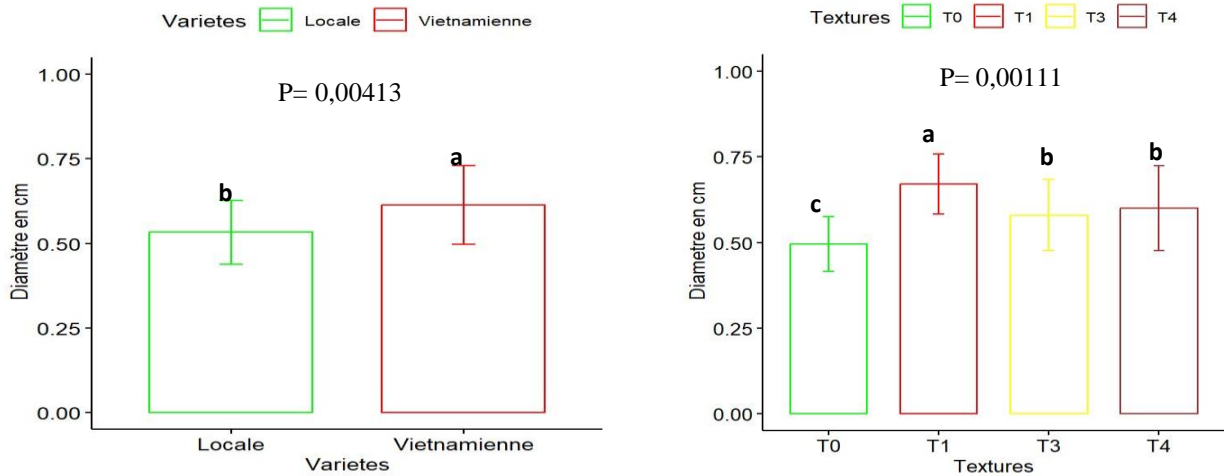 Varietes Locale Vietnamienne
1.00
P= 0,00413
0.75
a
b
0.50
0.25
0.00
Diamètre en cm
Locale Vietnamienne
Varietes
Textures T0 T1 T3 T4
1.00
P= 0,00111
a
0.75
b b
c
0.50
0.25
0.00
Diametre en cm
T0 T1 T3 T4
Textures